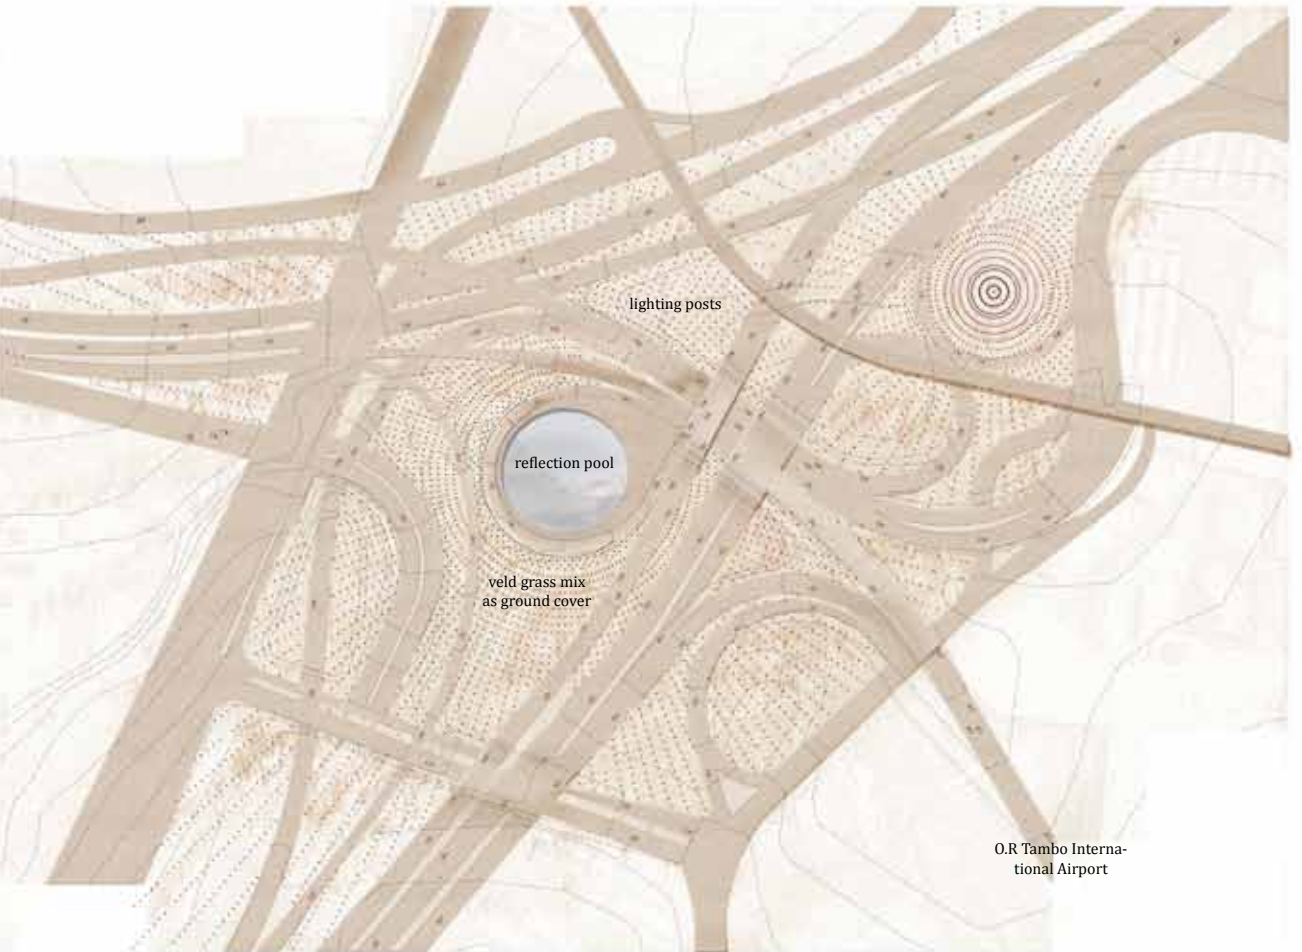 lighting posts
reflection pool
veld grass mix
as ground cover
O.R Tambo Interna-
tional Airport